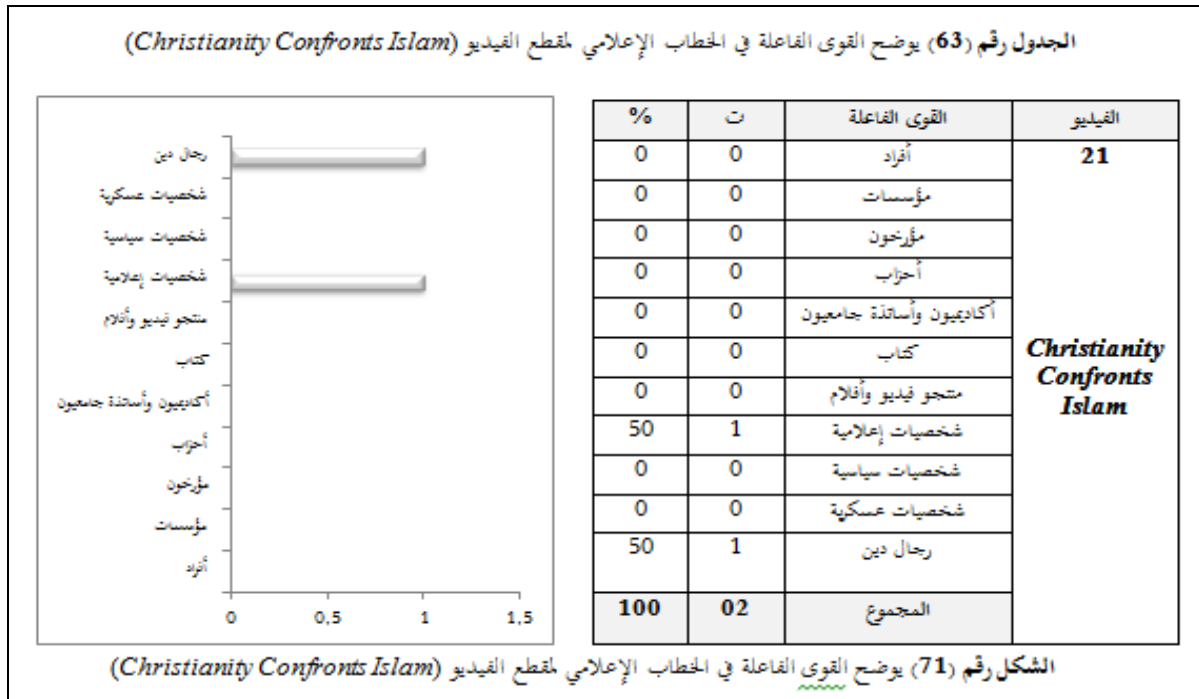 الجدول رقم (63) يوضح القوى الفاعلة في الخطاب الإعلامي لمقطع الفيديو (Christianity Confronts Islam)
الفيديو القوى الفاعلة ت %
21 أفراد 0 0
مؤسسات 0 0
مؤرخون 0 0
أحزاب 0 0
أكاديميون وأساتذة جامعيون 0 0
كتاب 0 0
Christianity
Confronts
Islam
منتجو فيديو وأفلام 0 0
شخصيات إعلامية 1 50
شخصيات سياسية 0 0
شخصيات عسكرية 0 0
رجال دين 1 50
المجموع 02 100
رجال دين
شخصيات عسكرية
شخصيات سياسية
شخصيات إعلامية
منتجو فيديو وأفلام
كتاب
أكاديميون وأساتذة جامعيون
أحزاب
مؤرخون
مؤسسات
أفراد
0 0,5 1 1,5
الشكل رقم (71) يوضح القوى الفاعلة في الخطاب الإعلامي لمقطع الفيديو (Christianity Confronts Islam)